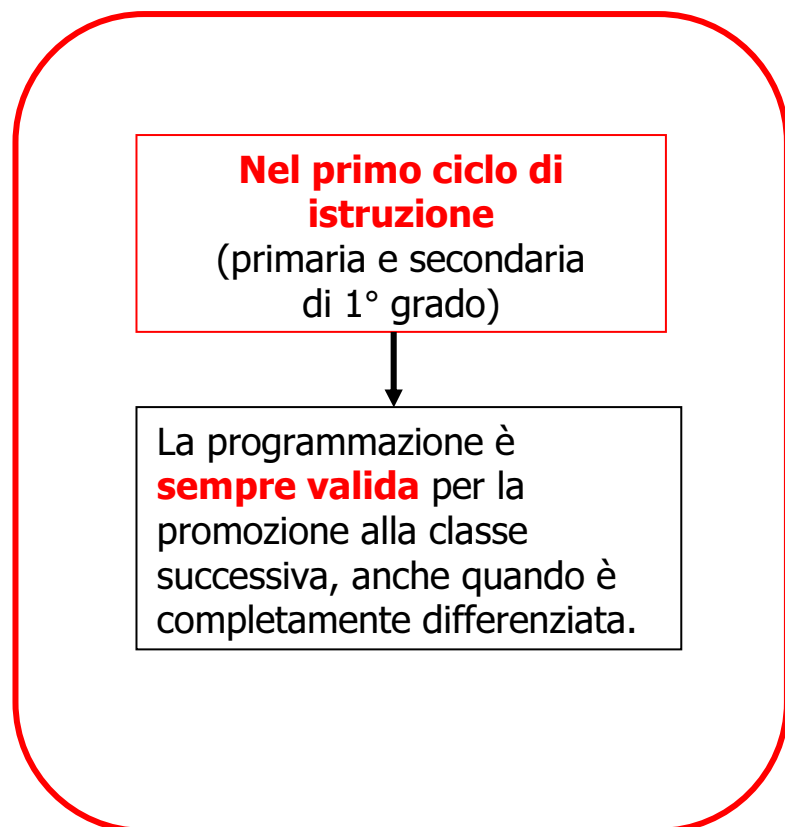 Nel primo ciclo di
istruzione
(primaria e secondaria
di 1° grado)
La programmazione è
sempre valida per la
promozione alla classe
successiva, anche quando è
completamente differenziata.